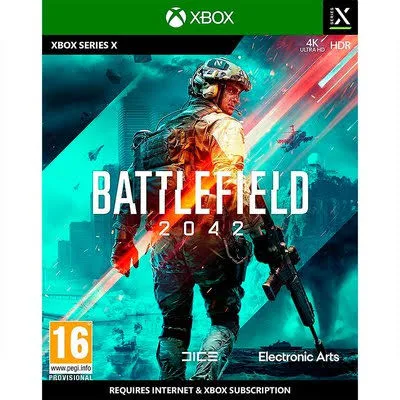 XBOX
XBOX SERIES X
4K
ULTRA HD
HDR
SERIES
X
BATTLEFIELD
2042
16
www.pegi.info
PROVISIONAL
DICE
Electronic Arts
REQUIRES INTERNET & XBOX SUBSCRIPTION